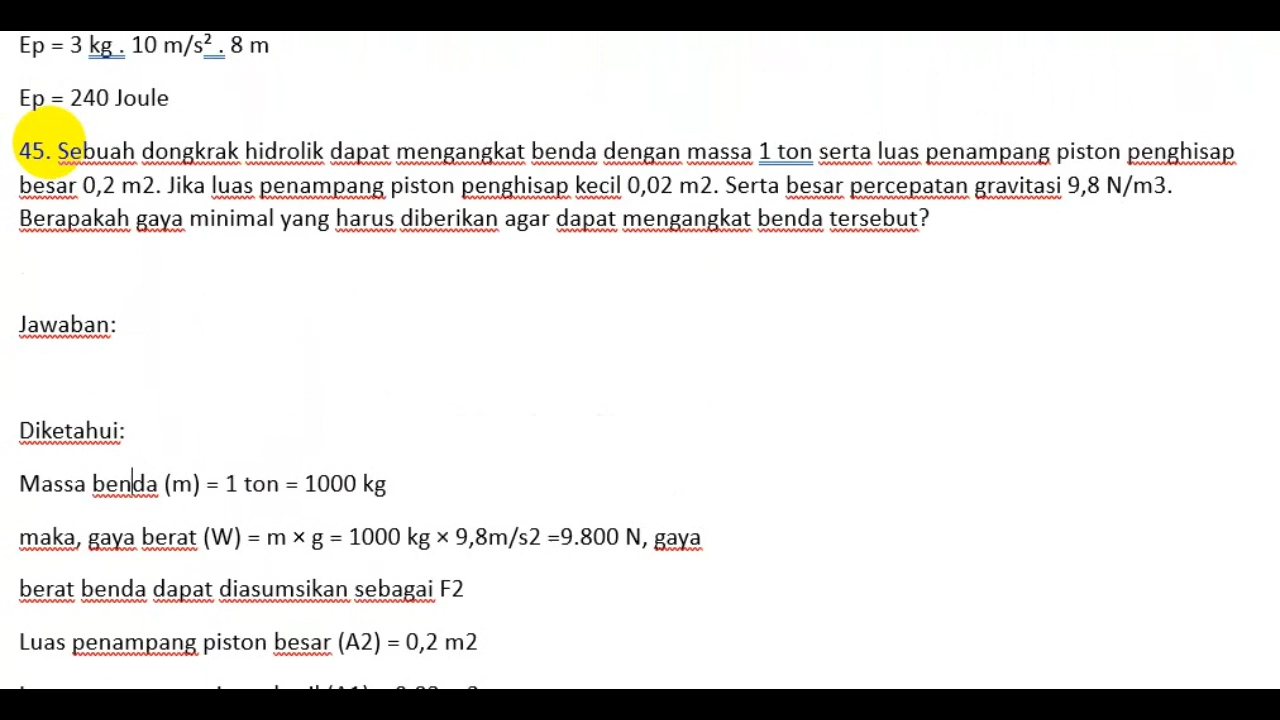 Ep = 3 kg . 10 m/s² . 8 m
Ep = 240 Joule
45. Sebuah dongkrak hidrolik dapat mengangkat benda dengan massa 1 ton serta luas penampang piston penghisap
besar 0,2 m2. Jika luas penampang piston penghisap kecil 0,02 m2. Serta besar percepatan gravitasi 9,8 N/m3.
Berapakah gaya minimal yang harus diberikan agar dapat mengangkat benda tersebut?
Jawaban:
Diketahui:
Massa benda (m) = 1 ton = 1000 kg
maka, gaya berat (W) = m × g = 1000 kg × 9,8m/s2 =9.800 N, gaya
berat benda dapat diasumsikan sebagai F2
Luas penampang piston besar (A2) = 0,2 m2